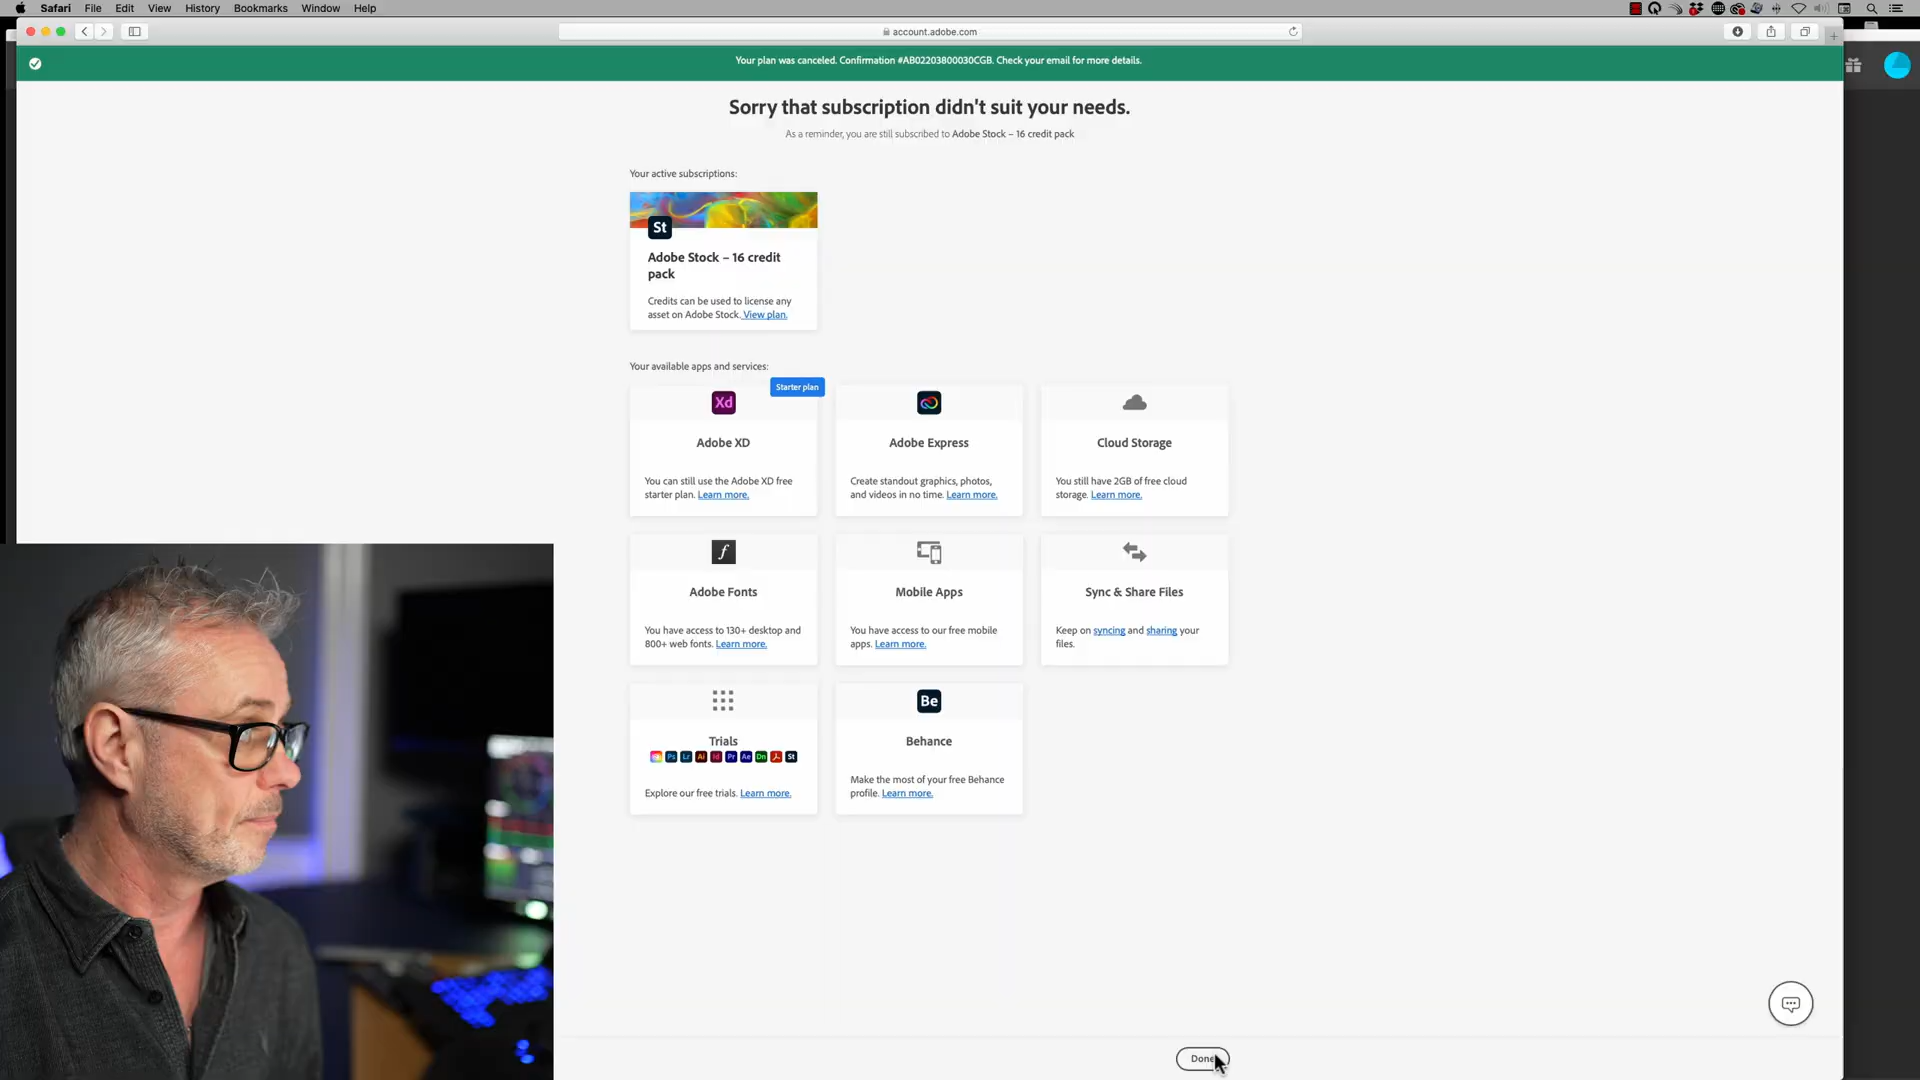 Safari File Edit View History Bookmarks Window Help
account.adobe.com
Your plan was canceled. Confirmation #AB02203800030CGB. Check your email for more details.
Sorry that subscription didn't suit your needs.
As a reminder, you are still subscribed to Adobe Stock – 16 credit pack
Your active subscriptions:
St
Adobe Stock – 16 credit
pack
Credits can be used to license any
asset on Adobe Stock. View plan.
Your available apps and services:
Starter plan
Xd
Adobe XD
You can still use the Adobe XD free
starter plan. Learn more.
Adobe Express
Create standout graphics, photos,
and videos in no time. Learn more.
Cloud Storage
You still have 2GB of free cloud
storage. Learn more.
f
Adobe Fonts
You have access to 130+ desktop and
800+ web fonts. Learn more.
Mobile Apps
You have access to our free mobile
apps. Learn more.
Sync & Share Files
Keep on syncing and sharing your
files.
Trials
Ps Lr Ai Id Pr Ae Dn St
Explore our free trials. Learn more.
Be
Behance
Make the most of your free Behance
profile. Learn more.
Done